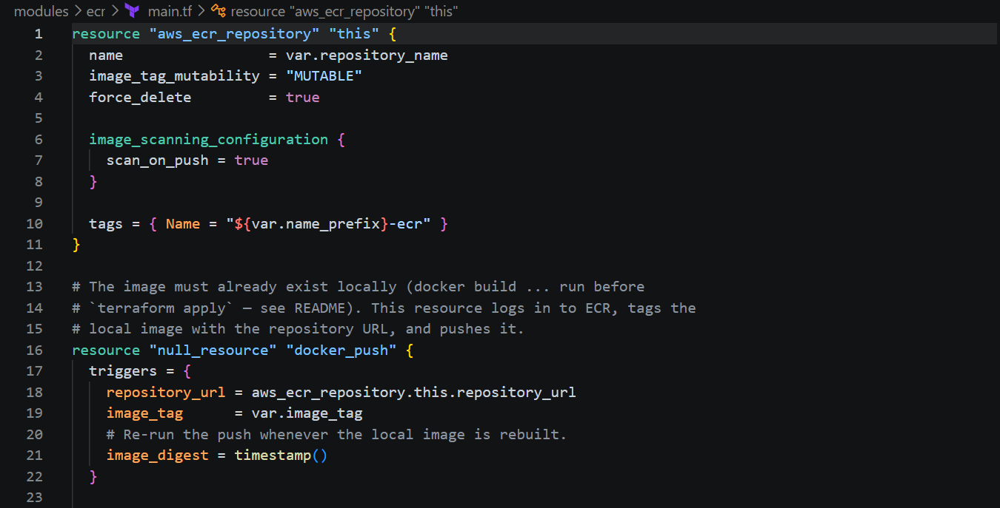 modules > ecr > main.tf > resource "aws_ecr_repository" "this"
1 resource "aws_ecr_repository" "this" {
2   name                 = var.repository_name
3   image_tag_mutability = "MUTABLE"
4   force_delete         = true
5
6   image_scanning_configuration {
7     scan_on_push = true
8   }
9
10   tags = { Name = "${var.name_prefix}-ecr" }
11 }
12
13 # The image must already exist locally (docker build ... run before
14 # `terraform apply` — see README). This resource logs in to ECR, tags the
15 # local image with the repository URL, and pushes it.
16 resource "null_resource" "docker_push" {
17   triggers = {
18     repository_url = aws_ecr_repository.this.repository_url
19     image_tag      = var.image_tag
20     # Re-run the push whenever the local image is rebuilt.
21     image_digest = timestamp()
22   }
23